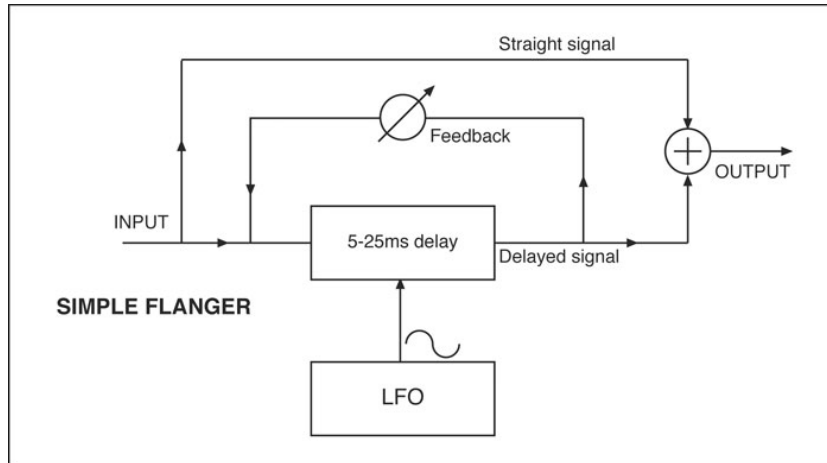 Straight signal
Feedback
OUTPUT
INPUT
5-25ms delay
Delayed signal
SIMPLE FLANGER
LFO